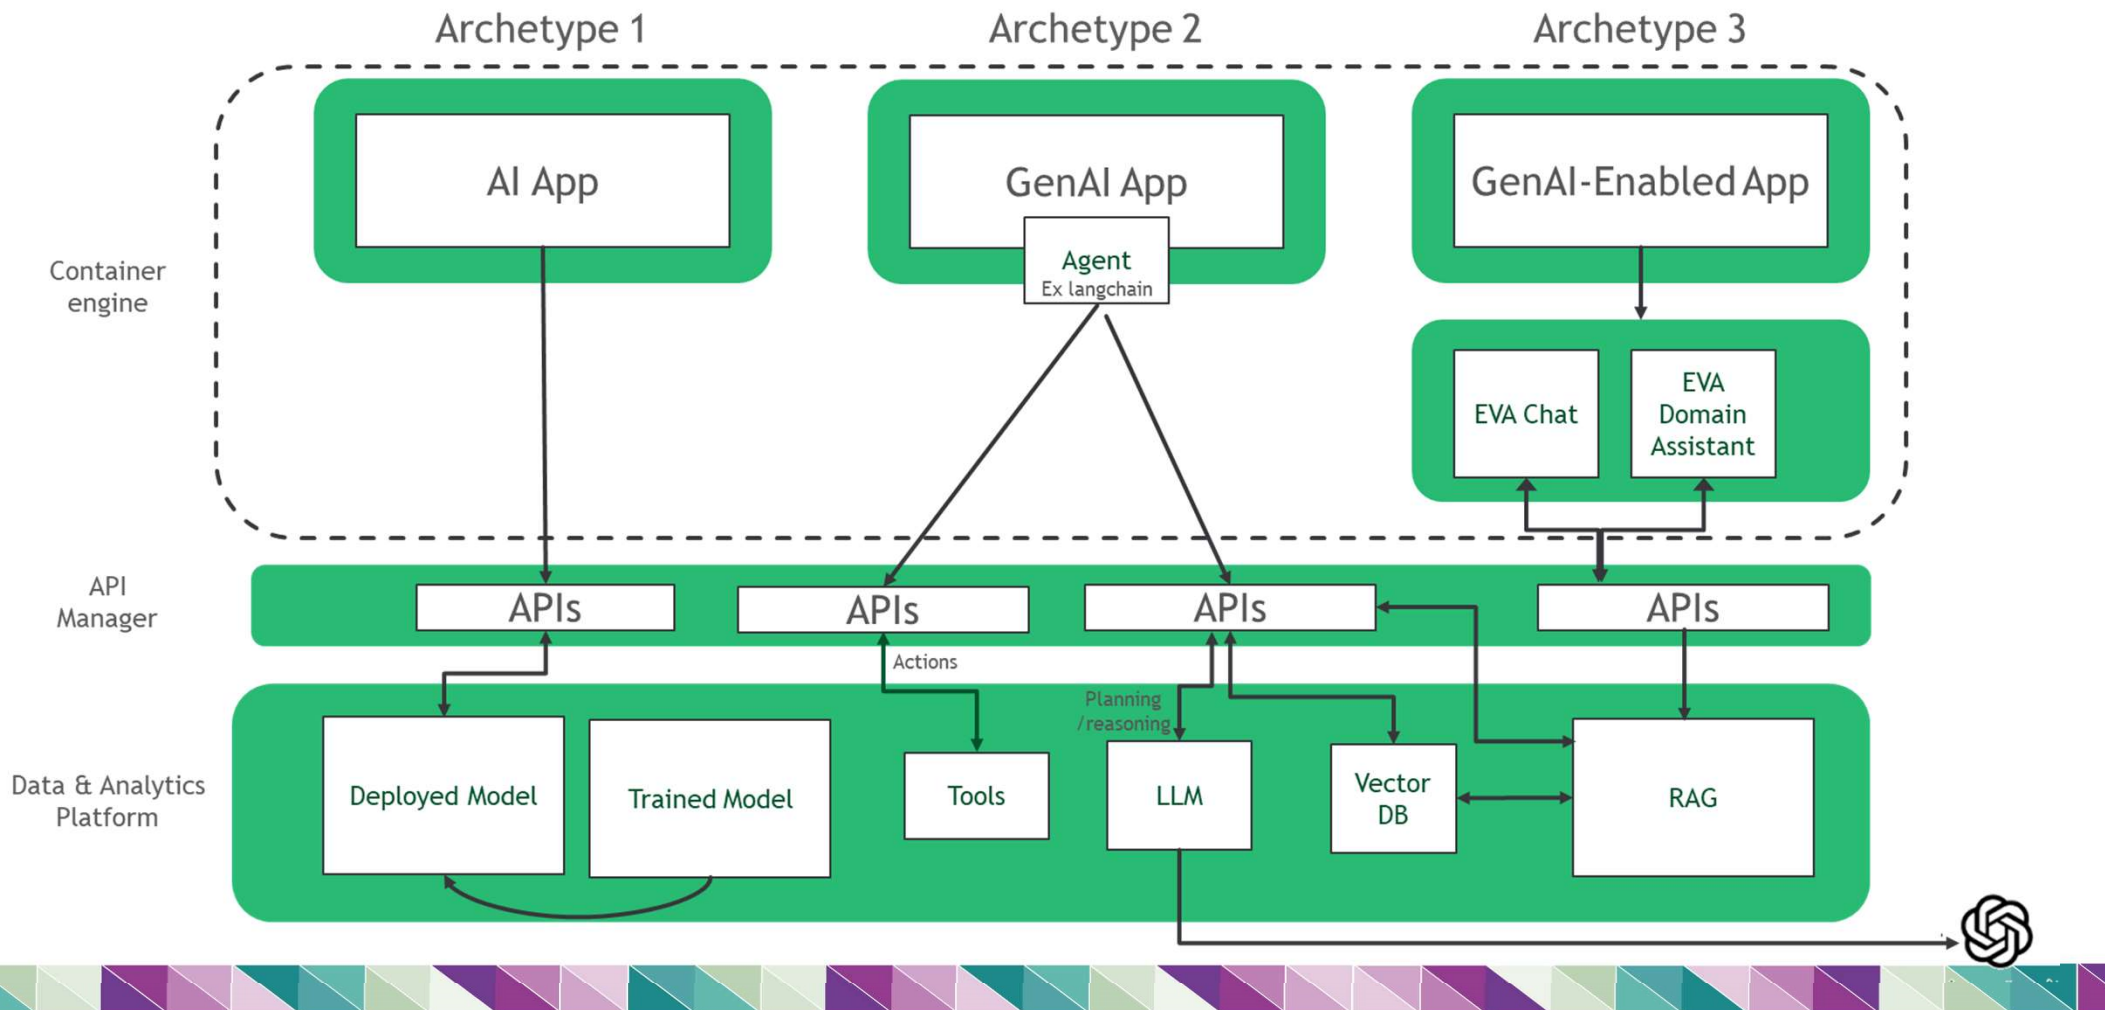 Archetype 1
Archetype 2
Archetype 3
AI App
GenAI App
GenAI-Enabled App
Agent
Ex langchain
Container
engine
EVA Chat
EVA
Domain
Assistant
API
Manager
APIs
APIs
APIs
APIs
Actions
Planning
/reasoning
Data & Analytics
Platform
Deployed Model
Trained Model
Tools
LLM
Vector
DB
RAG